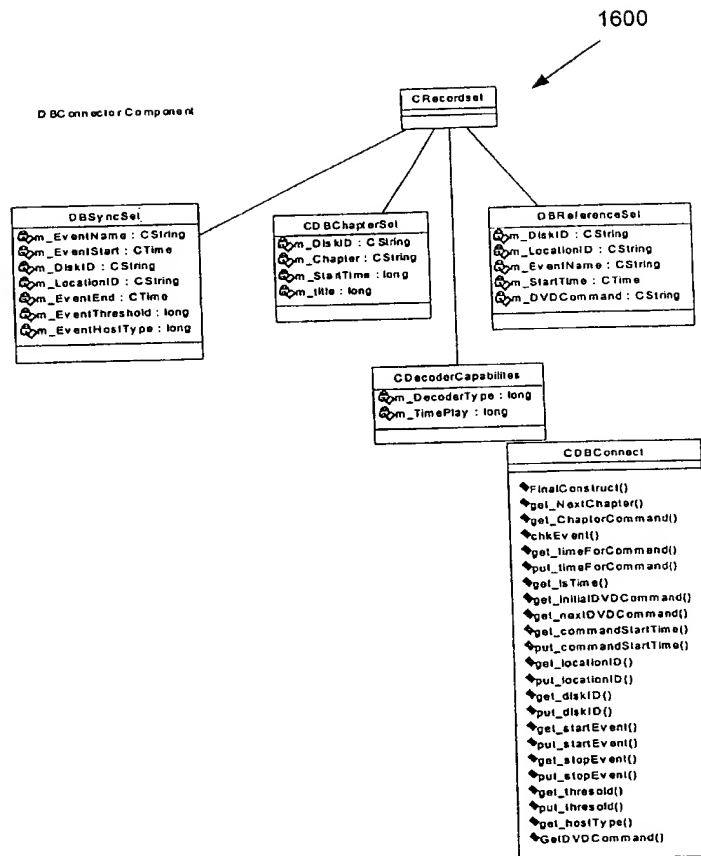 1600
DBConnector Component
CRecordset
DBSyncSet
m_EventName : CString
m_EventStart : CTime
m_DiskID : CString
m_LocationID : CString
m_EventEnd : CTime
m_EventThreshold : long
m_EventHostType : long
CDBChapterSet
m_DiskID : CString
m_Chapter : CString
m_StartTime : long
m_title : long
DBReferenceSet
m_DiskID : CString
m_LocationID : CString
m_EventName : CString
m_StartTime : CTime
m_DVDCommand : CString
CDecoderCapabilites
m_DecoderType : long
m_TimePlay : long
CDBConnect
FinalConstruct()
get_NextChapter()
get_ChaptorCommand()
chkEvent()
get_timeForCommand()
put_timeForCommand()
get_IsTime()
get_initialDVDCommand()
get_nextDVDCommand()
get_commandStartTime()
put_commandStartTime()
get_locationID()
put_locationID()
get_diskID()
put_diskID()
get_startEvent()
put_startEvent()
get_stopEvent()
put_stopEvent()
get_thresold()
put_thresold()
get_hostType()
GetDVDCommand()